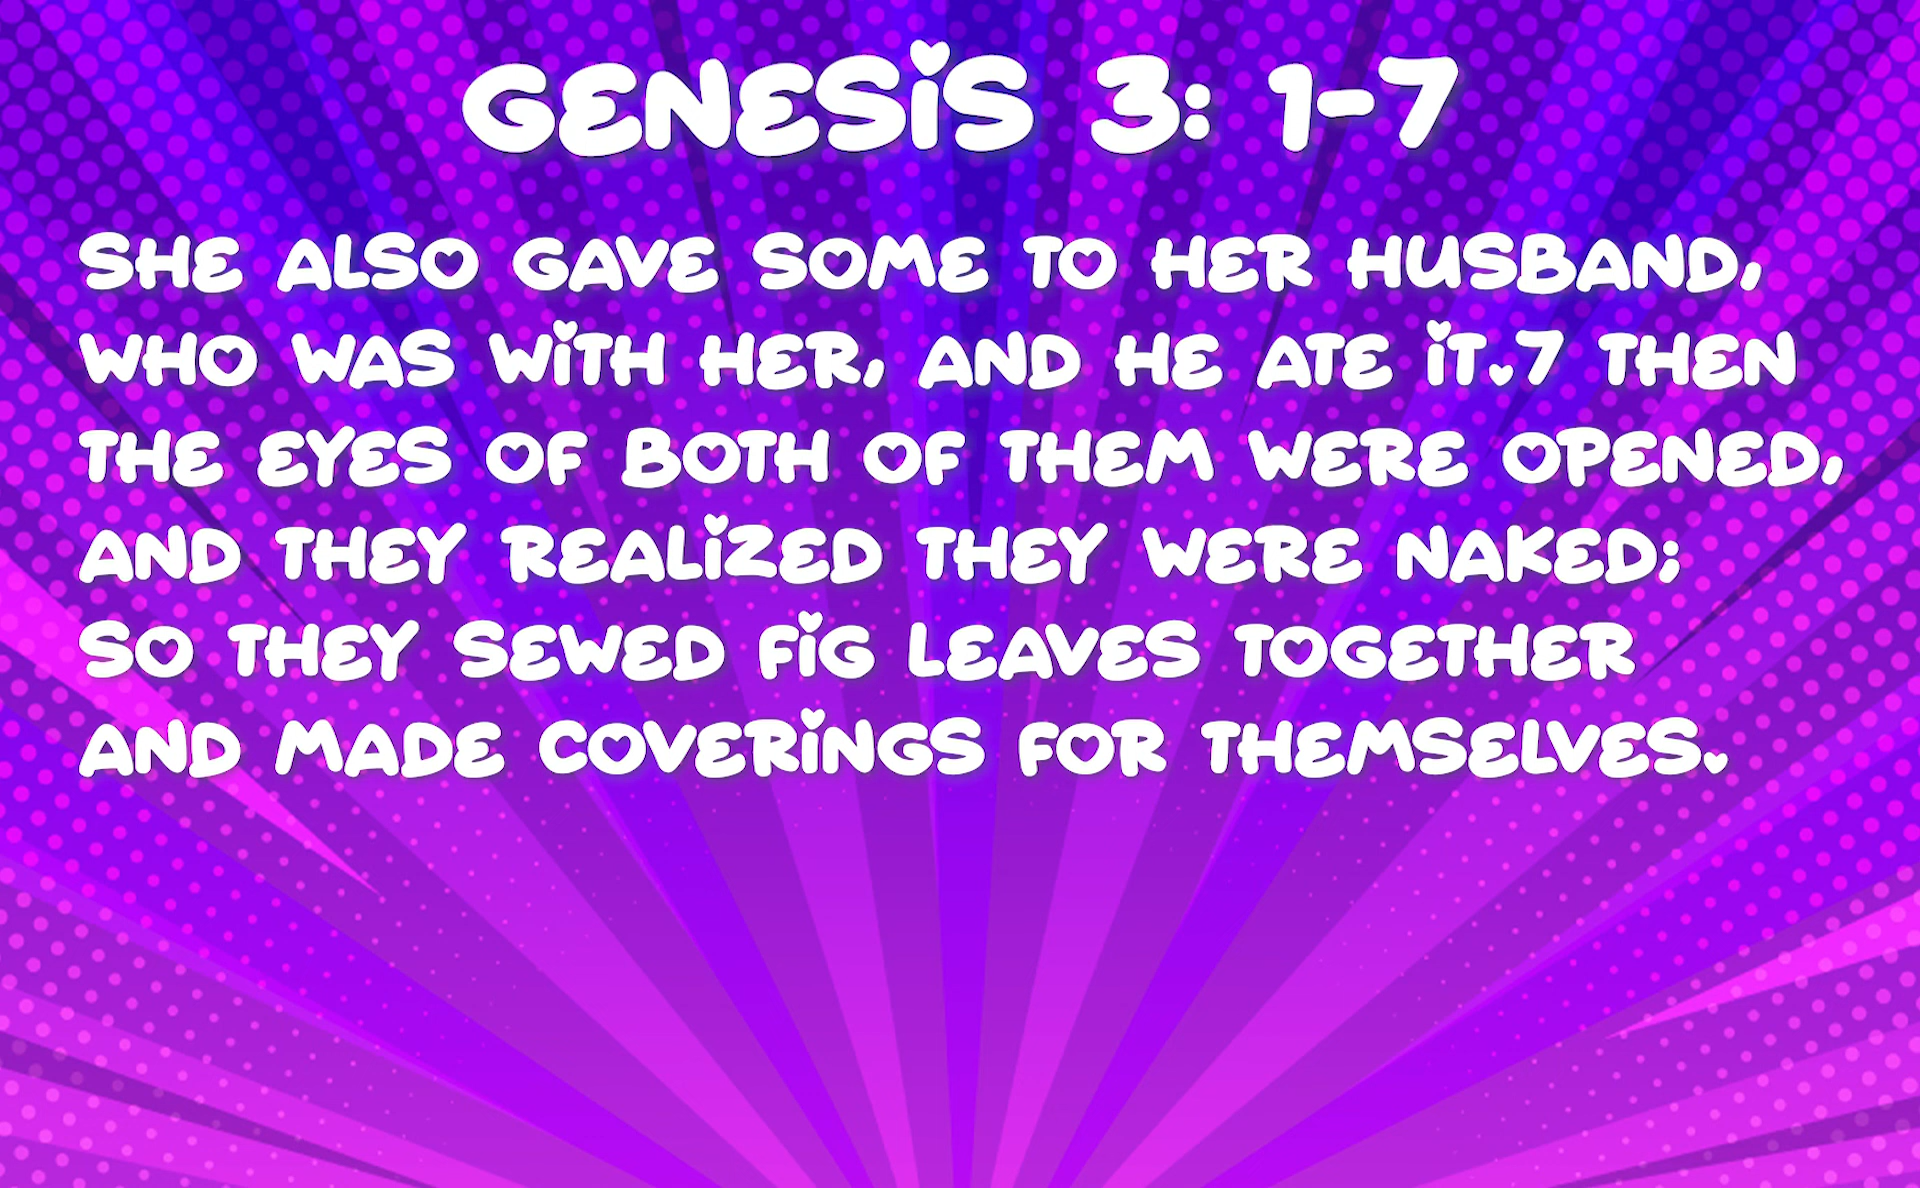 GENESiS 3: 1-7
SHE ALSO GAVE SOME TO HER HUSBAND,
WHO WAS WiTH HER, AND HE ATE iT.7 THEN
THE EYES OF BOTH OF THEM WERE OPENED,
AND THEY REALiZED THEY WERE NAKED;
SO THEY SEWED FiG LEAVES TOGETHER
AND MADE COVERiNGS FOR THEMSELVES.